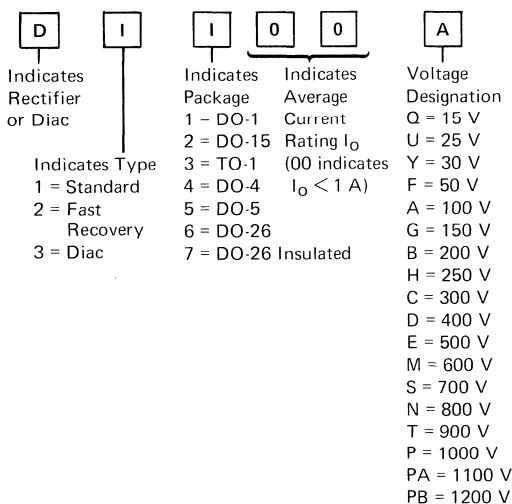 D I I 0 0 A
Indicates
Rectifier
or Diac
Indicates Type
1 = Standard
2 = Fast
Recovery
3 = Diac
Indicates
Package
1 – DO-1
2 = DO-15
3 = TO-1
4 = DO-4
5 = DO-5
6 = DO-26
7 = DO-26 Insulated
Indicates
Average
Current
Rating I₀
(00 indicates
I₀ < 1 A)
Voltage
Designation
Q = 15 V
U = 25 V
Y = 30 V
F = 50 V
A = 100 V
G = 150 V
B = 200 V
H = 250 V
C = 300 V
D = 400 V
E = 500 V
M = 600 V
S = 700 V
N = 800 V
T = 900 V
P = 1000 V
PA = 1100 V
PB = 1200 V